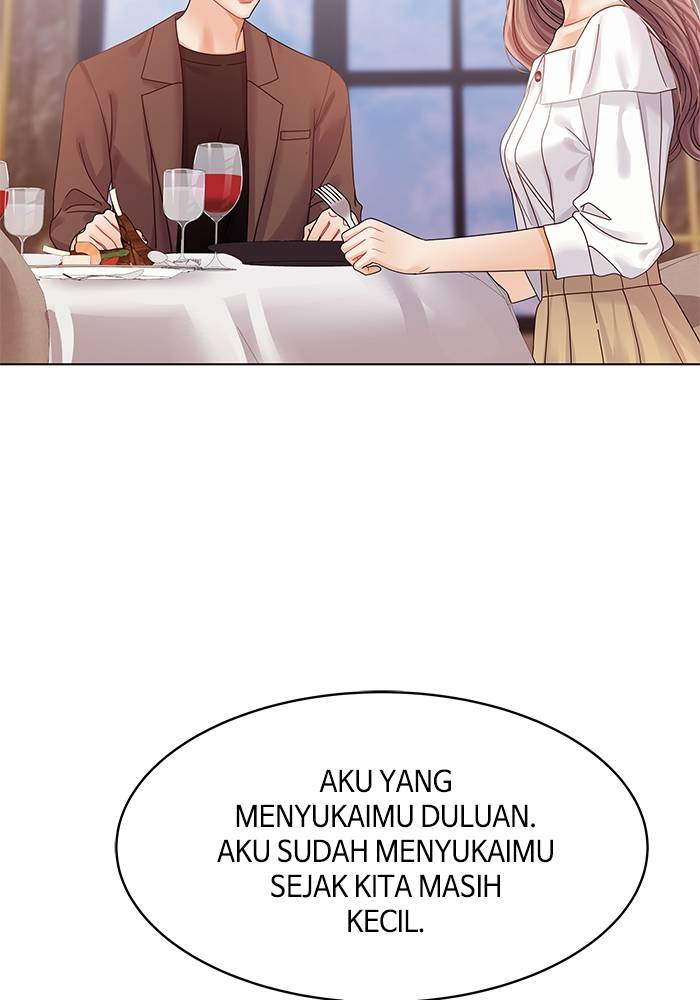 AKU YANG
MENYUKAIMU DULUAN.
AKU SUDAH MENYUKAIMU
SEJAK KITA MASIH
KECIL.